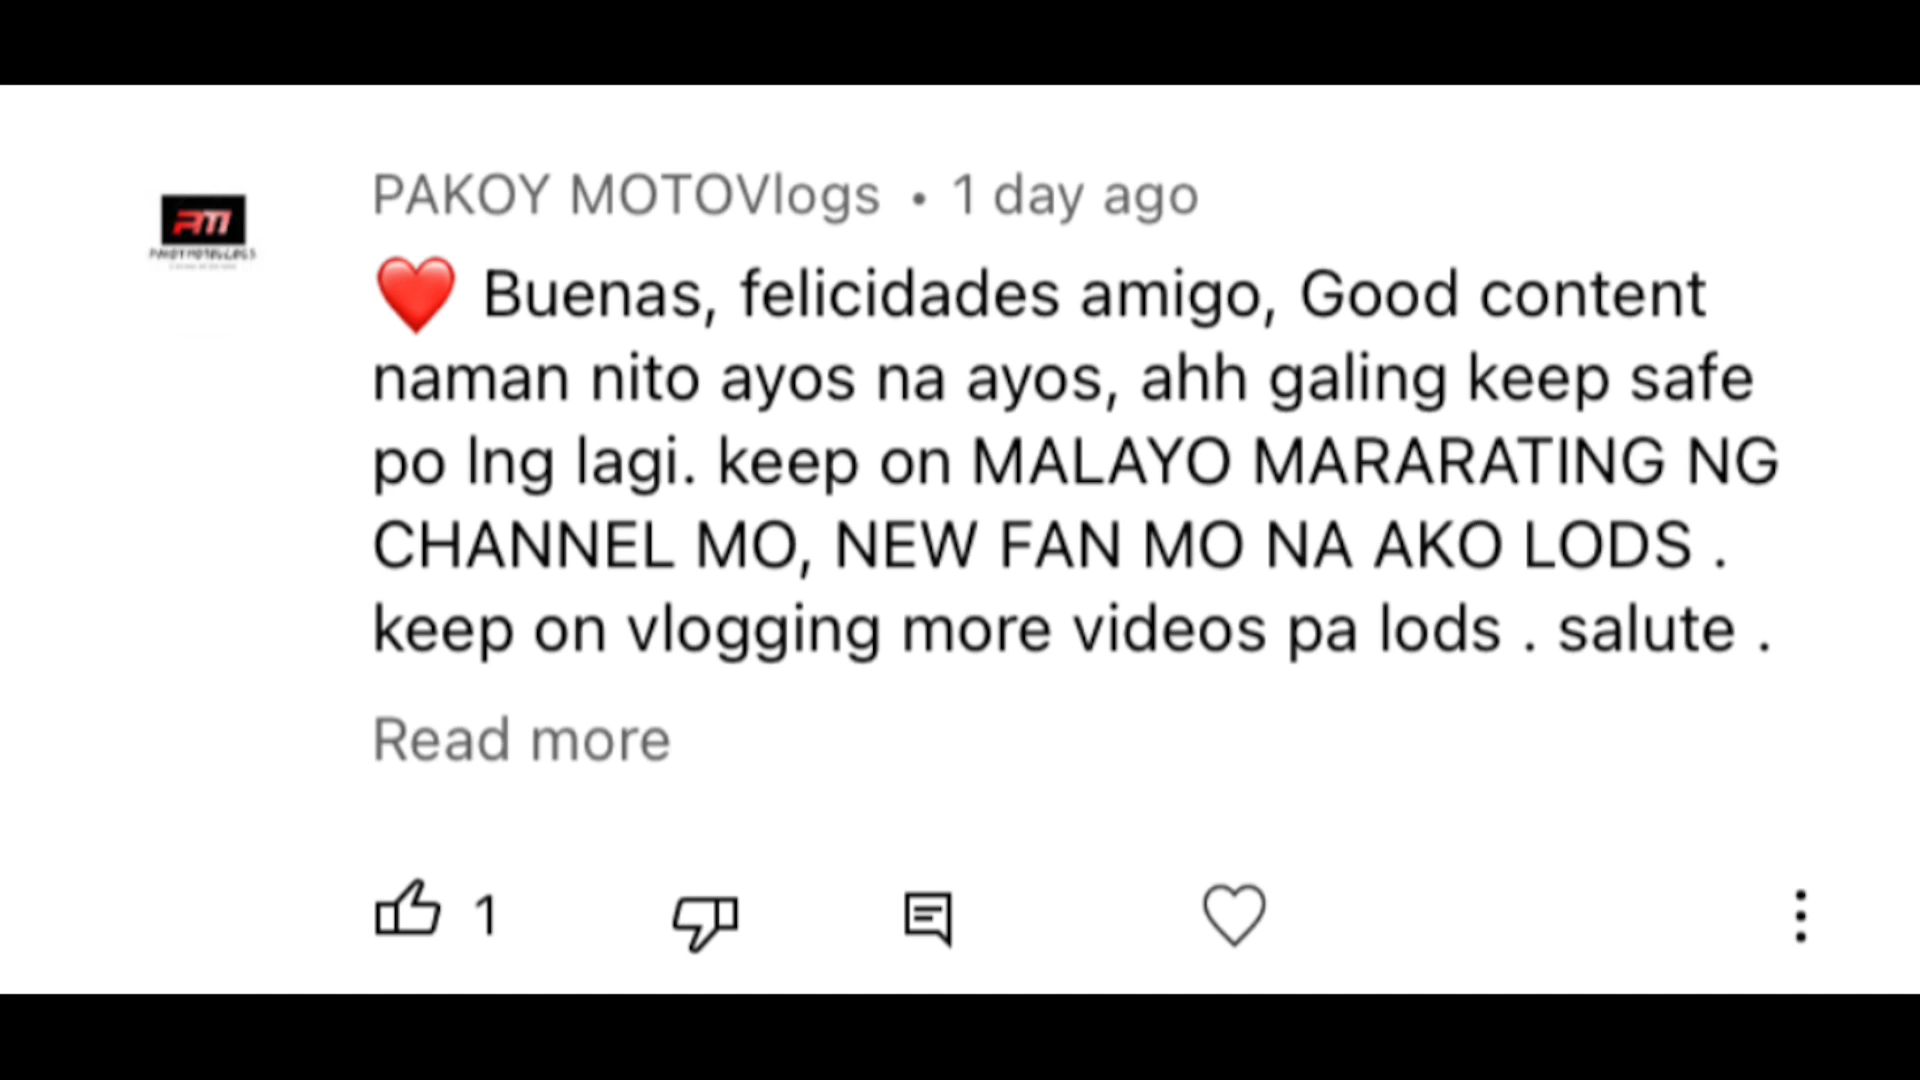 PAKOY MOTOVlogs • 1 day ago
❤️ Buenas, felicidades amigo, Good content
naman nito ayos na ayos, ahh galing keep safe
po lng lagi. keep on MALAYO MARARATING NG
CHANNEL MO, NEW FAN MO NA AKO LODS .
keep on vlogging more videos pa lods . salute .
Read more
1